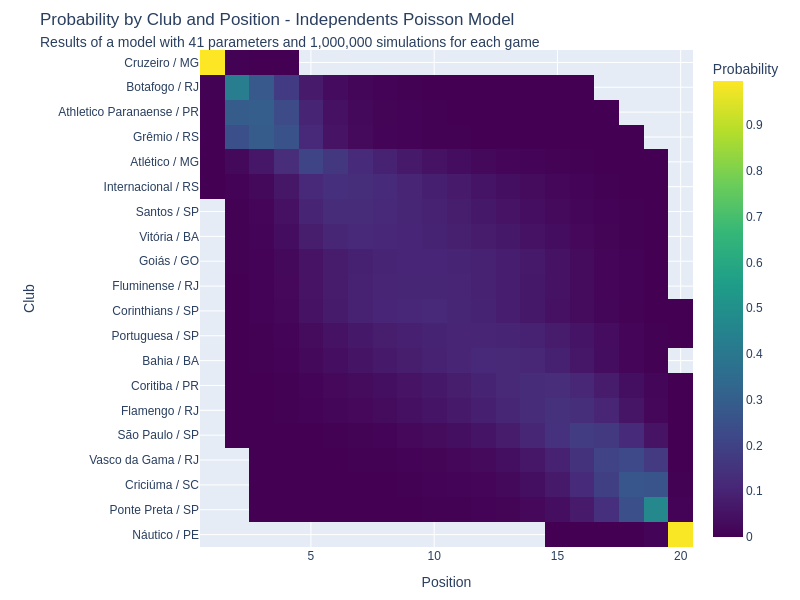 Probability by Club and Position - Independents Poisson Model
Results of a model with 41 parameters and 1,000,000 simulations for each game
Probability
Cruzeiro / MG
Botafogo / RJ
Athletico Paranaense / PR
Grêmio / RS
Atlético / MG
Internacional / RS
Santos / SP
Vitória / BA
Goiás / GO
Fluminense / RJ
Corinthians / SP
Portuguesa / SP
Bahia / BA
Coritiba / PR
Flamengo / RJ
São Paulo / SP
Vasco da Gama / RJ
Criciúma / SC
Ponte Preta / SP
Náutico / PE
Club
5
10
15
20
Position
0.9
0.8
0.7
0.6
0.5
0.4
0.3
0.2
0.1
0